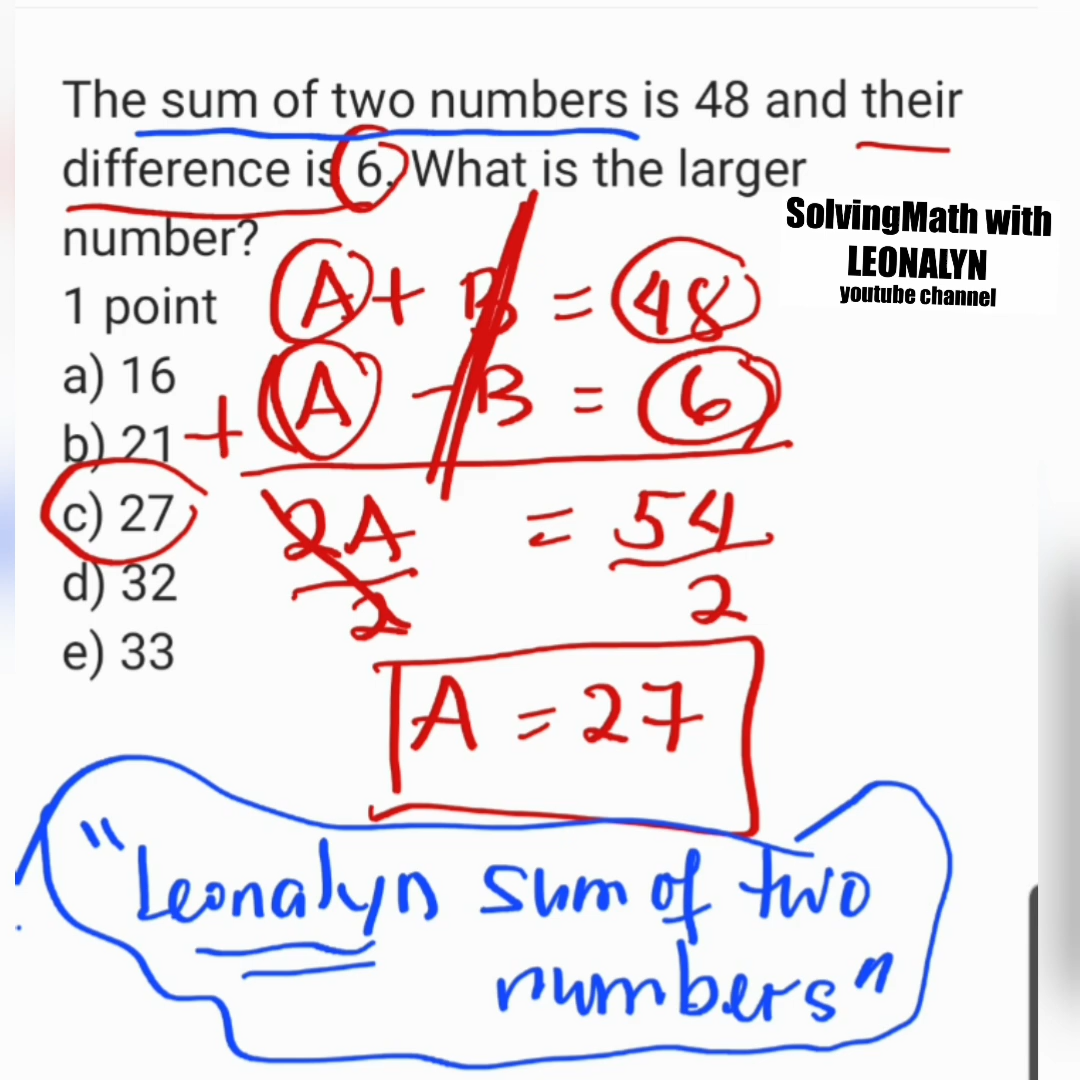 The sum of two numbers is 48 and their
difference is 6. What is the larger
number?
SolvingMath with
LEONALYN
youtube channel
1 point
a) 16
b) 21
c) 27
d) 32
e) 33
A + B = 48
+ A - B = 6
2A = 54
2 2
A = 27
"Leonalyn sum of two
numbers"